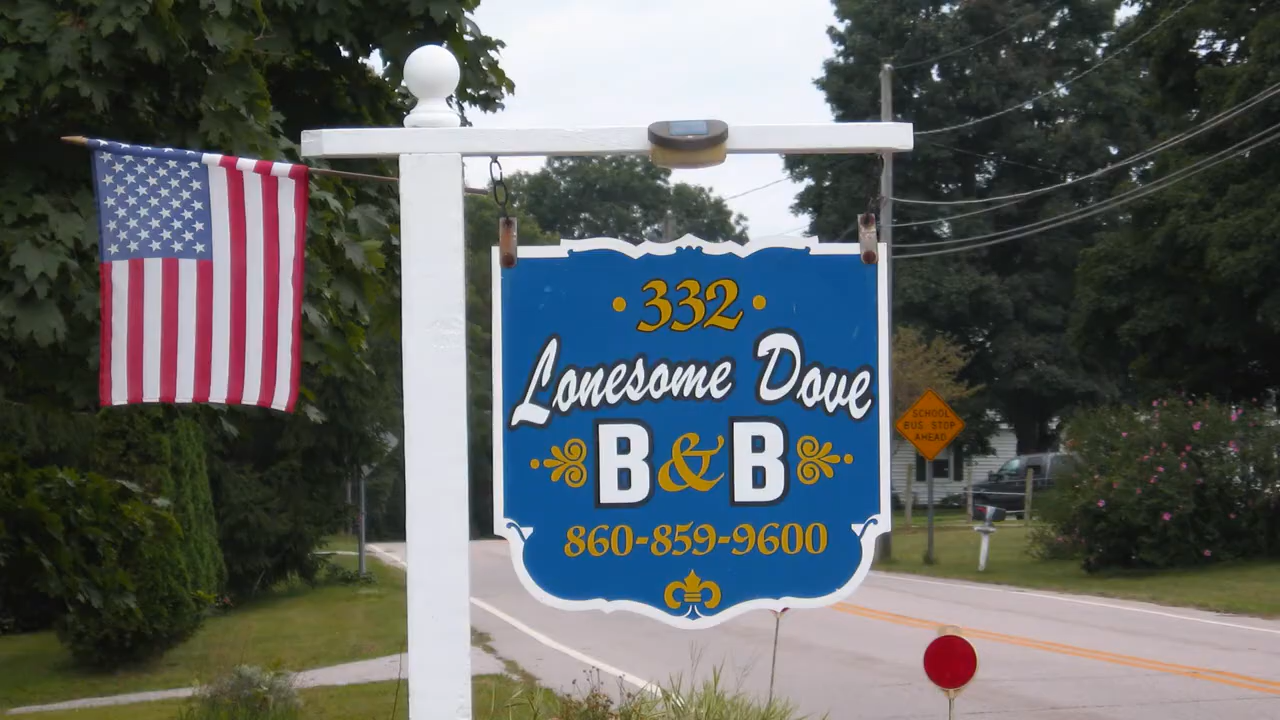 332
Lonesome Dove
B&B
860-859-9600
SCHOOL
BUS STOP
AHEAD